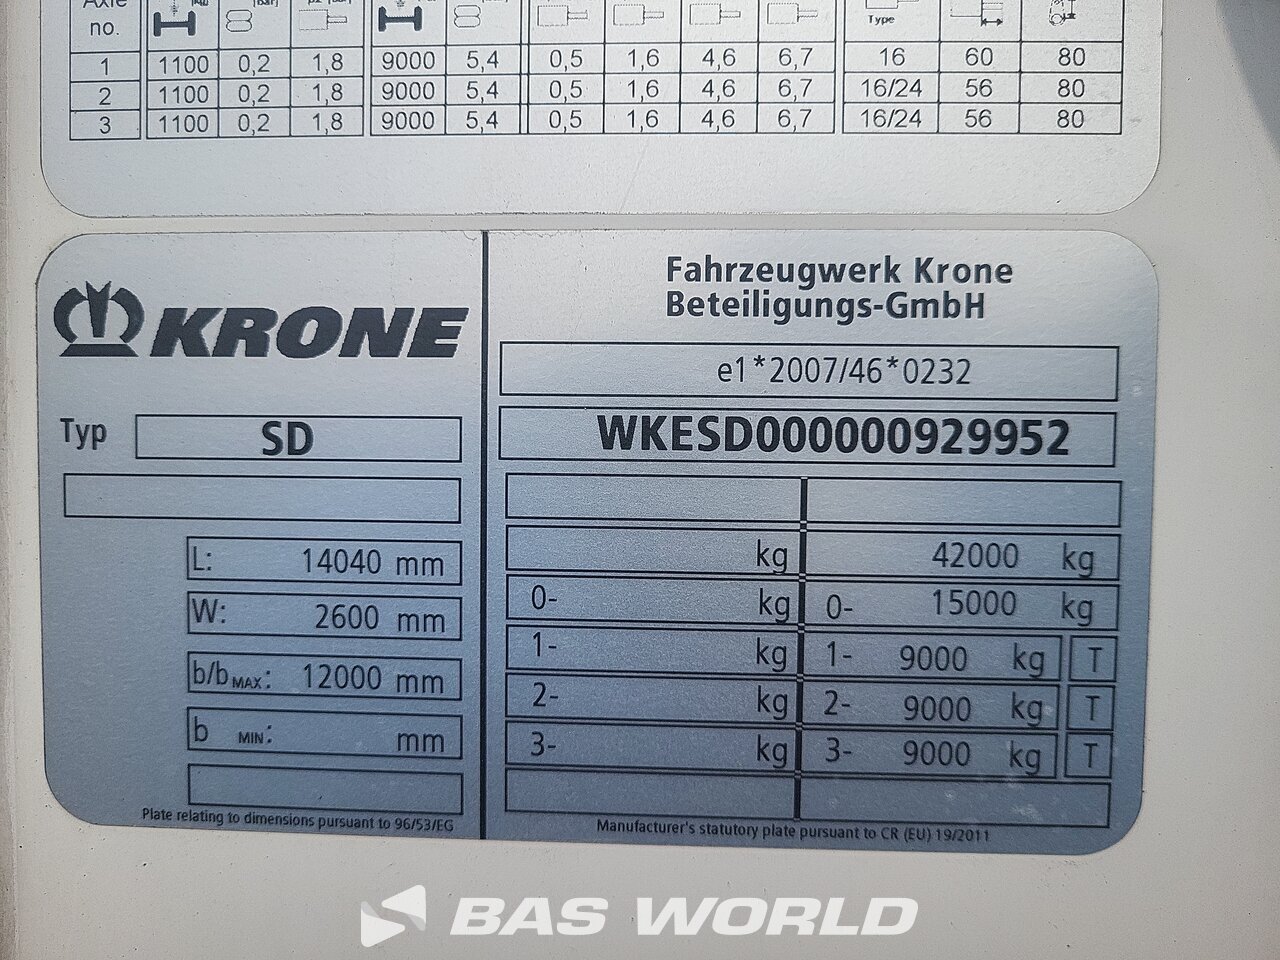 Axle
no.
Type
1 1100 0,2 1,8 9000 5,4 0,5 1,6 4,6 6,7 16 60 80
2 1100 0,2 1,8 9000 5,4 0,5 1,6 4,6 6,7 16/24 56 80
3 1100 0,2 1,8 9000 5,4 0,5 1,6 4,6 6,7 16/24 56 80
KRONE
Typ SD
L: 14040 mm
W: 2600 mm
b/b MAX: 12000 mm
b MIN: mm
Plate relating to dimensions pursuant to 96/53/EG
Fahrzeugwerk Krone
Beteiligungs-GmbH
e1*2007/46*0232
WKESD000000929952
kg 42000 kg
0- kg 0- 15000 kg
1- kg 1- 9000 kg T
2- kg 2- 9000 kg T
3- kg 3- 9000 kg T
Manufacturer's statutory plate pursuant to CR (EU) 19/2011
BAS WORLD